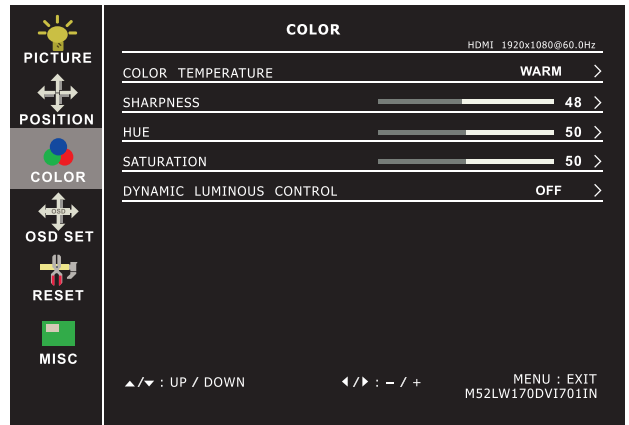 COLOR
HDMI 1920x1080@60.0Hz
PICTURE
POSITION
COLOR
OSD
OSD SET
RESET
MISC
COLOR TEMPERATURE WARM >
SHARPNESS 48 >
HUE 50 >
SATURATION 50 >
DYNAMIC LUMINOUS CONTROL OFF >
▲/▼ : UP / DOWN ◀/▶ : – / + MENU : EXIT
M52LW170DVI701IN